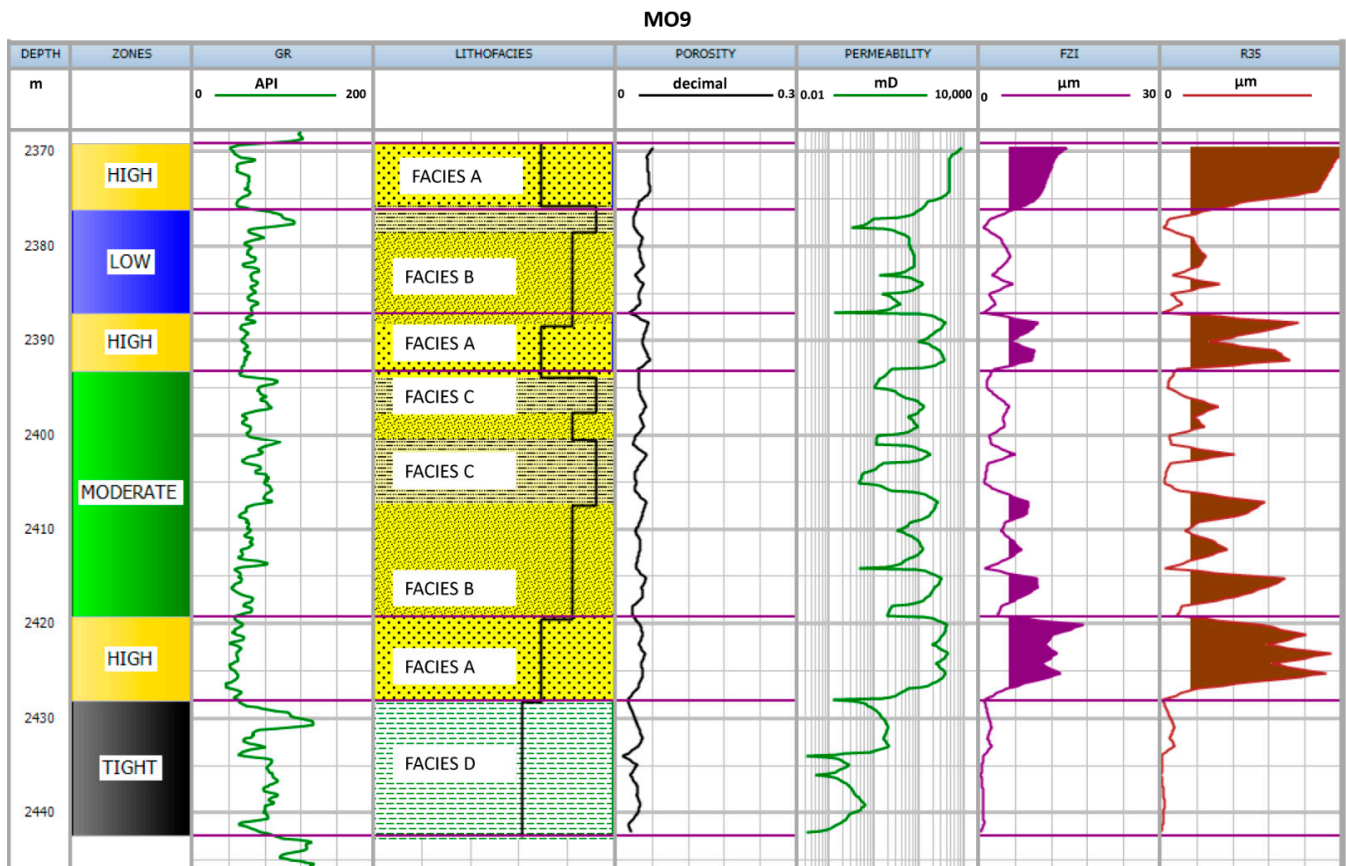 MO9
DEPTH ZONES GR LITHOFACIES POROSITY PERMEABILITY FZI R35
m API decimal mD µm µm
0 200 0 0.3 0.01 10,000 0 30 0
2370
HIGH
FACIES A
2380
LOW
FACIES B
2390
HIGH
FACIES A
FACIES C
2400
FACIES C
MODERATE
2410
FACIES B
2420
HIGH
FACIES A
2430
TIGHT
FACIES D
2440